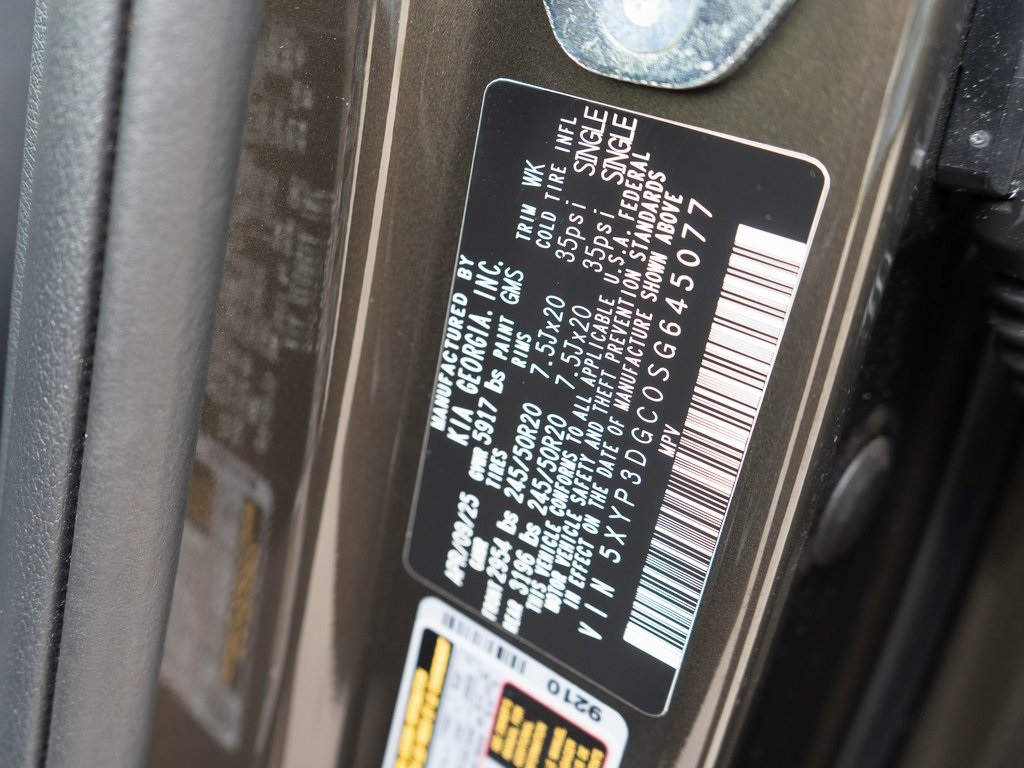 MANUFACTURED BY
KIA GEORGIA. INC.
APR/09/25 GVWR 5917 lbs PAINT GMS TRIM WK
GAWR TIRES RIMS COLD TIRE INFL
FRONT 2954 lbs 245/50R20 7.5Jx20 35psi SINGLE
REAR 3196 lbs 245/50R20 7.5Jx20 35psi SINGLE
THIS VEHICLE CONFORMS TO ALL APPLICABLE U.S.A. FEDERAL
MOTOR VEHICLE SAFETY AND THEFT PREVENTION STANDARDS
IN EFFECT ON THE DATE OF MANUFACTURE SHOWN ABOVE
VIN 5XYP3DGC0SG645077
MPV
9210